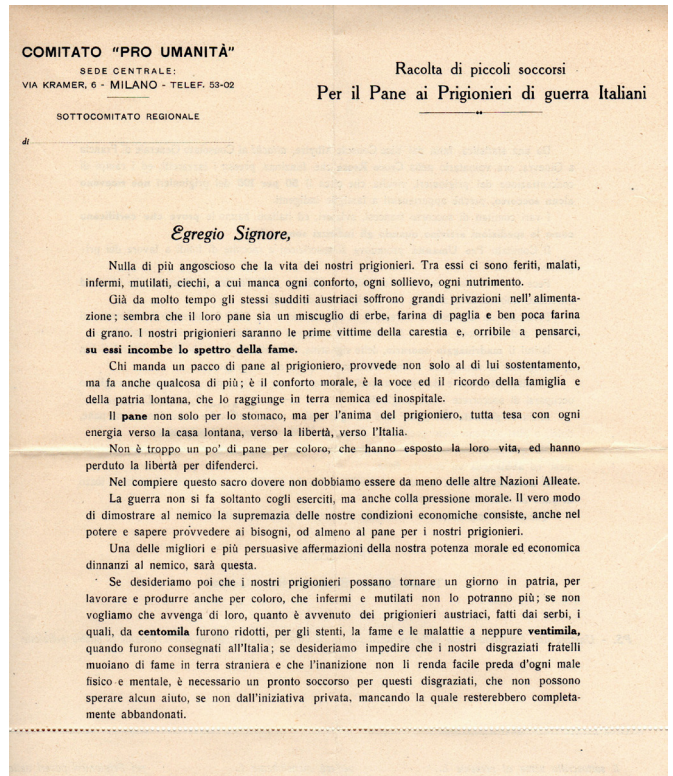 COMITATO "PRO UMANITÀ"
SEDE CENTRALE:
VIA KRAMER, 6 - MILANO - TELEF. 53-02
SOTTOCOMITATO REGIONALE
di
Racolta di piccoli soccorsi
Per il Pane ai Prigionieri di guerra Italiani
Egregio Signore,
Nulla di più angoscioso che la vita dei nostri prigionieri. Tra essi ci sono feriti, malati,
infermi, mutilati, ciechi, a cui manca ogni conforto, ogni sollievo, ogni nutrimento.
Già da molto tempo gli stessi sudditi austriaci soffrono grandi privazioni nell'alimenta-
zione; sembra che il loro pane sia un miscuglio di erbe, farina di paglia e ben poca farina
di grano. I nostri prigionieri saranno le prime vittime della carestia e, orribile a pensarci,
su essi incombe lo spettro della fame.
Chi manda un pacco di pane al prigioniero, provvede non solo al di lui sostentamento,
ma fa anche qualcosa di più; è il conforto morale, è la voce ed il ricordo della famiglia e
della patria lontana, che lo raggiunge in terra nemica ed inospitale.
Il pane non solo per lo stomaco, ma per l'anima del prigioniero, tutta tesa con ogni
energia verso la casa lontana, verso la libertà, verso l'Italia.
Non è troppo un po' di pane per coloro, che hanno esposto la loro vita, ed hanno
perduto la libertà per difenderci.
Nel compiere questo sacro dovere non dobbiamo essere da meno delle altre Nazioni Alleate.
La guerra non si fa soltanto cogli eserciti, ma anche colla pressione morale. Il vero modo
di dimostrare al nemico la supremazia delle nostre condizioni economiche consiste, anche nel
potere e sapere provvedere ai bisogni, od almeno al pane per i nostri prigionieri.
Una delle migliori e più persuasive affermazioni della nostra potenza morale ed economica
dinnanzi al nemico, sarà questa.
Se desideriamo poi che i nostri prigionieri possano tornare un giorno in patria, per
lavorare e produrre anche per coloro, che infermi e mutilati non lo potranno più; se non
vogliamo che avvenga di loro, quanto è avvenuto dei prigionieri austriaci, fatti dai serbi, i
quali, da centomila furono ridotti, per gli stenti, la fame e le malattie a neppure ventimila,
quando furono consegnati all'Italia; se desideriamo impedire che i nostri disgraziati fratelli
muoiano di fame in terra straniera e che l'inanizione non li renda facile preda d'ogni male
fisico e mentale, è necessario un pronto soccorso per questi disgraziati, che non possono
sperare alcun aiuto, se non dall'iniziativa privata, mancando la quale resterebbero completa-
mente abbandonati.